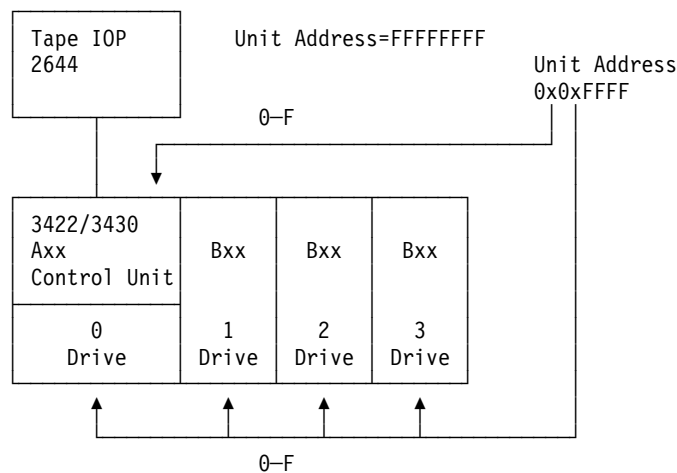 Tape IOP Unit Address=FFFFFFFF
2644 Unit Address
0x0xFFFF
0—F
3422/3430
Axx Bxx Bxx Bxx
Control Unit
0 1 2 3
Drive Drive Drive Drive
0—F